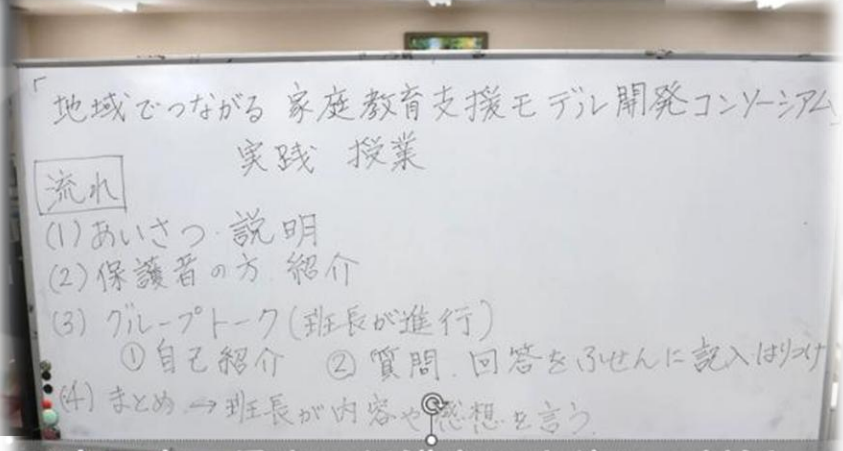 「地域でつながる 家庭教育支援モデル開発コンソーシアム」
実践 授業
流れ
(1) あいさつ・説明
(2) 保護者の方 紹介
(3) グループトーク(班長が進行)
① 自己紹介 ② 質問、回答をふせんに記入はりつけ
(4) まとめ → 班長が内容や感想を言う